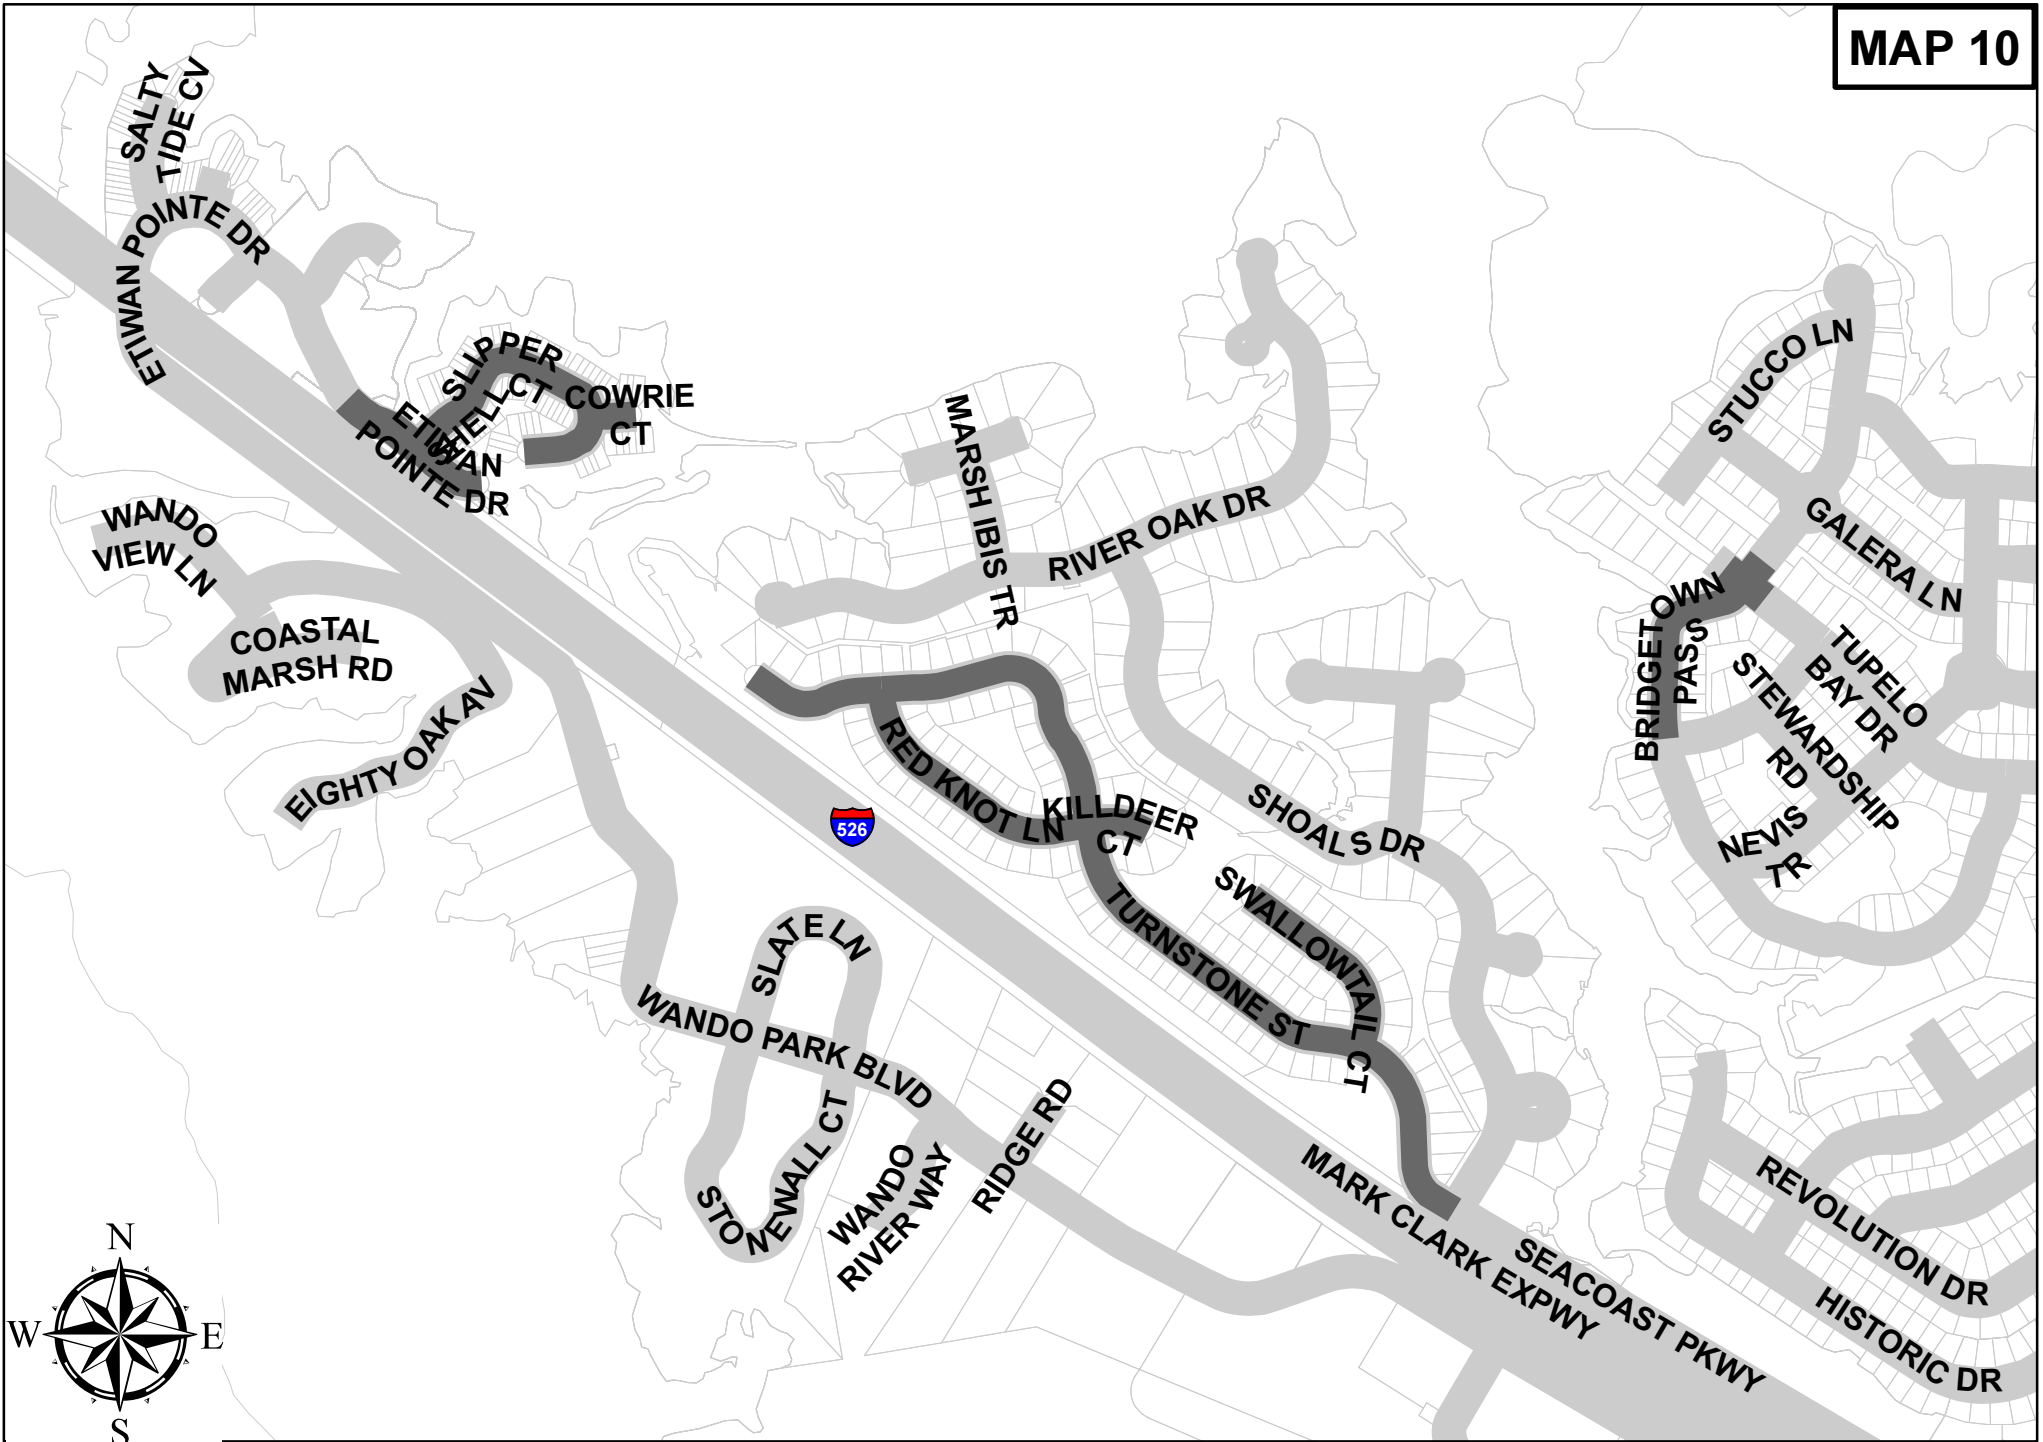 MAP 10
SALTY
TIDE CV
ETIWAN POINTE DR
SLIPPER
SHELL CT
COWRIE
CT
ETIWAN
POINTE DR
WANDO
VIEW LN
COASTAL
MARSH RD
EIGHTY OAK AV
MARSH IBIS TR
RIVER OAK DR
STUCCO LN
GALERA LN
BRIDGETOWN
PASS
TUPELO
BAY DR
STEWARDSHIP
RD
NEVIS
TR
RED KNOT LN
KILLDEER
CT
SHOALS DR
526
SWALLOWTAIL CT
TURNSTONE ST
SLATE LN
WANDO PARK BLVD
STONEWALL CT
WANDO
RIVER WAY
RIDGE RD
MARK CLARK EXPWY
SEACOAST PKWY
REVOLUTION DR
HISTORIC DR
N
W
E
S